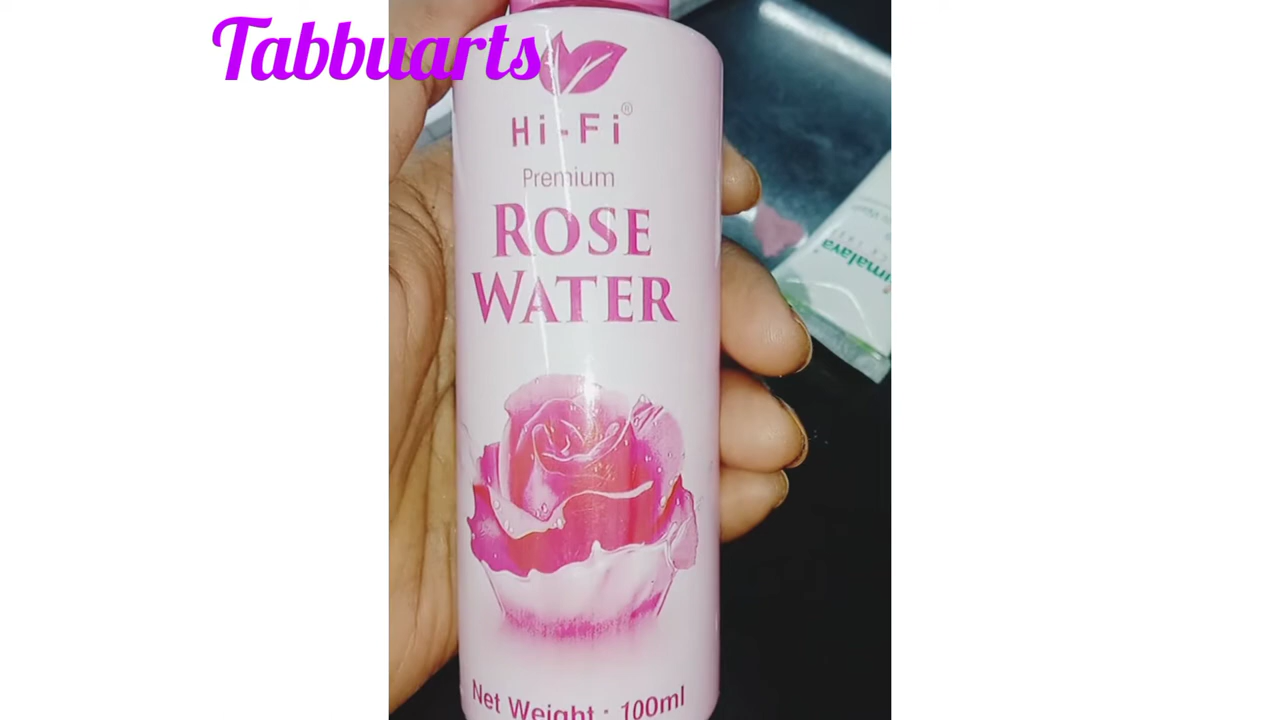 Tabbuarts
Hi-Fi®
Premium
ROSE
WATER
Net Weight : 100ml